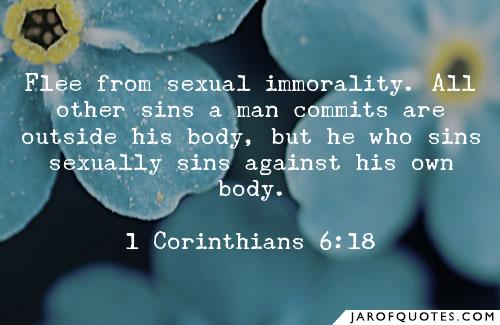 Flee from sexual immorality. All
other sins a man commits are
outside his body, but he who sins
sexually sins against his own
body.
1 Corinthians 6:18
JAROFQUOTES.COM